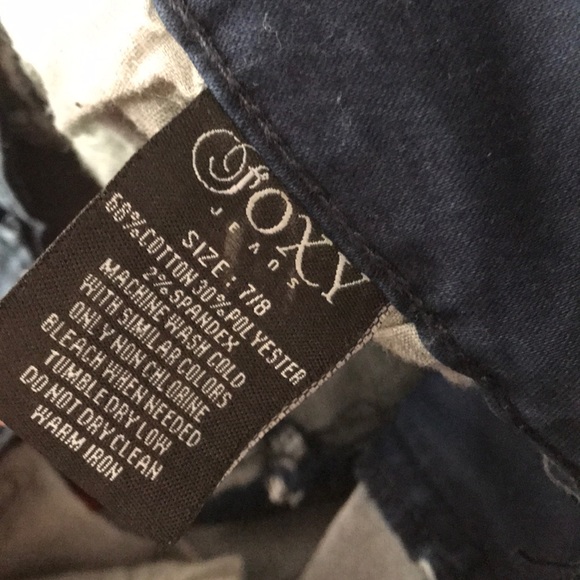 foxy
JEANS
SIZE : 7/8
68%COTTON 30%POLYESTER
2%SPANDEX
MACHINE WASH COLD
WITH SIMILAR COLORS
ONLY NON CHLORINE
BLEACH WHEN NEEDED
TUMBLE DRY LOW
DO NOT DRY CLEAN
WARM IRON